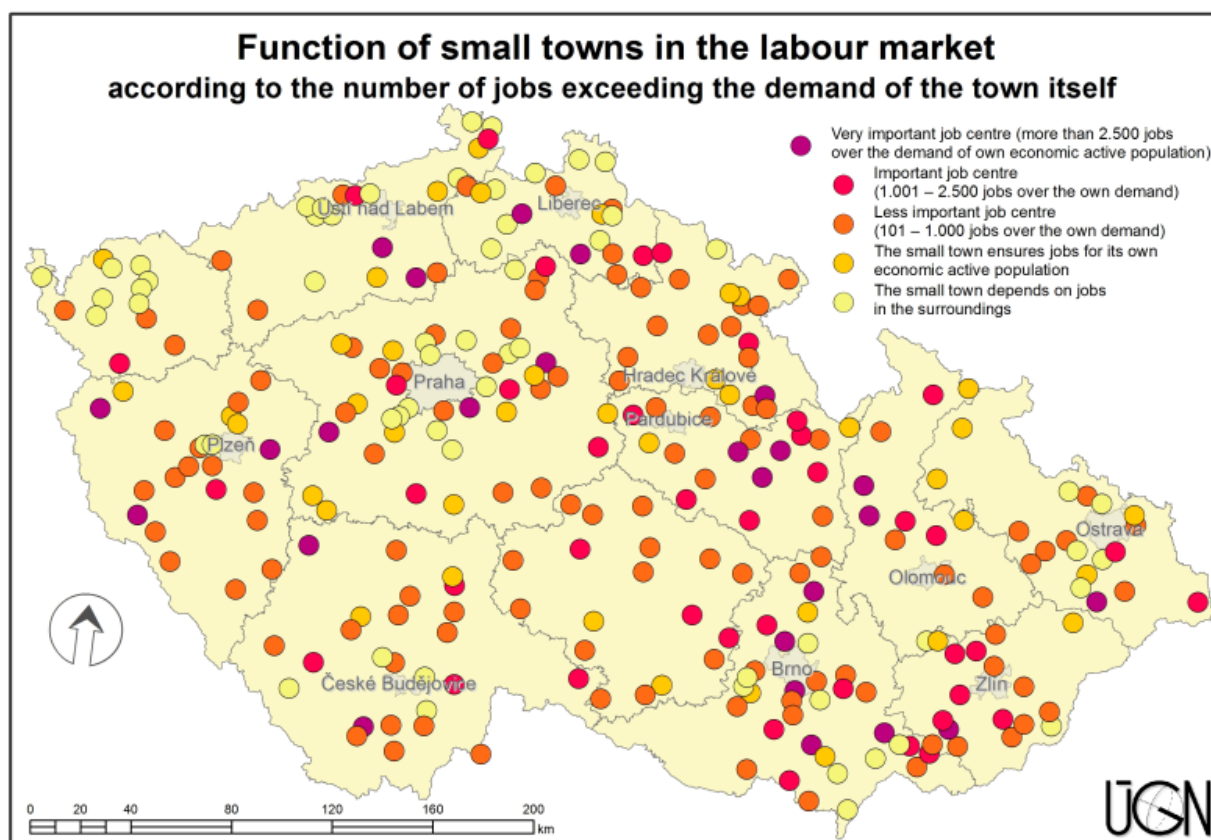 Function of small towns in the labour market
according to the number of jobs exceeding the demand of the town itself
Very important job centre (more than 2.500 jobs
over the demand of own economic active population)
Important job centre
(1.001 – 2.500 jobs over the own demand)
Less important job centre
(101 – 1.000 jobs over the own demand)
The small town ensures jobs for its own
economic active population
The small town depends on jobs
in the surroundings
Liberec
Ústí nad Labem
Hradec Králové
Praha
Pardubice
Plzeň
Ostrava
Olomouc
Brno
České Budějovice
Zlín
0 20 40 80 120 160 200
km
ÚGN